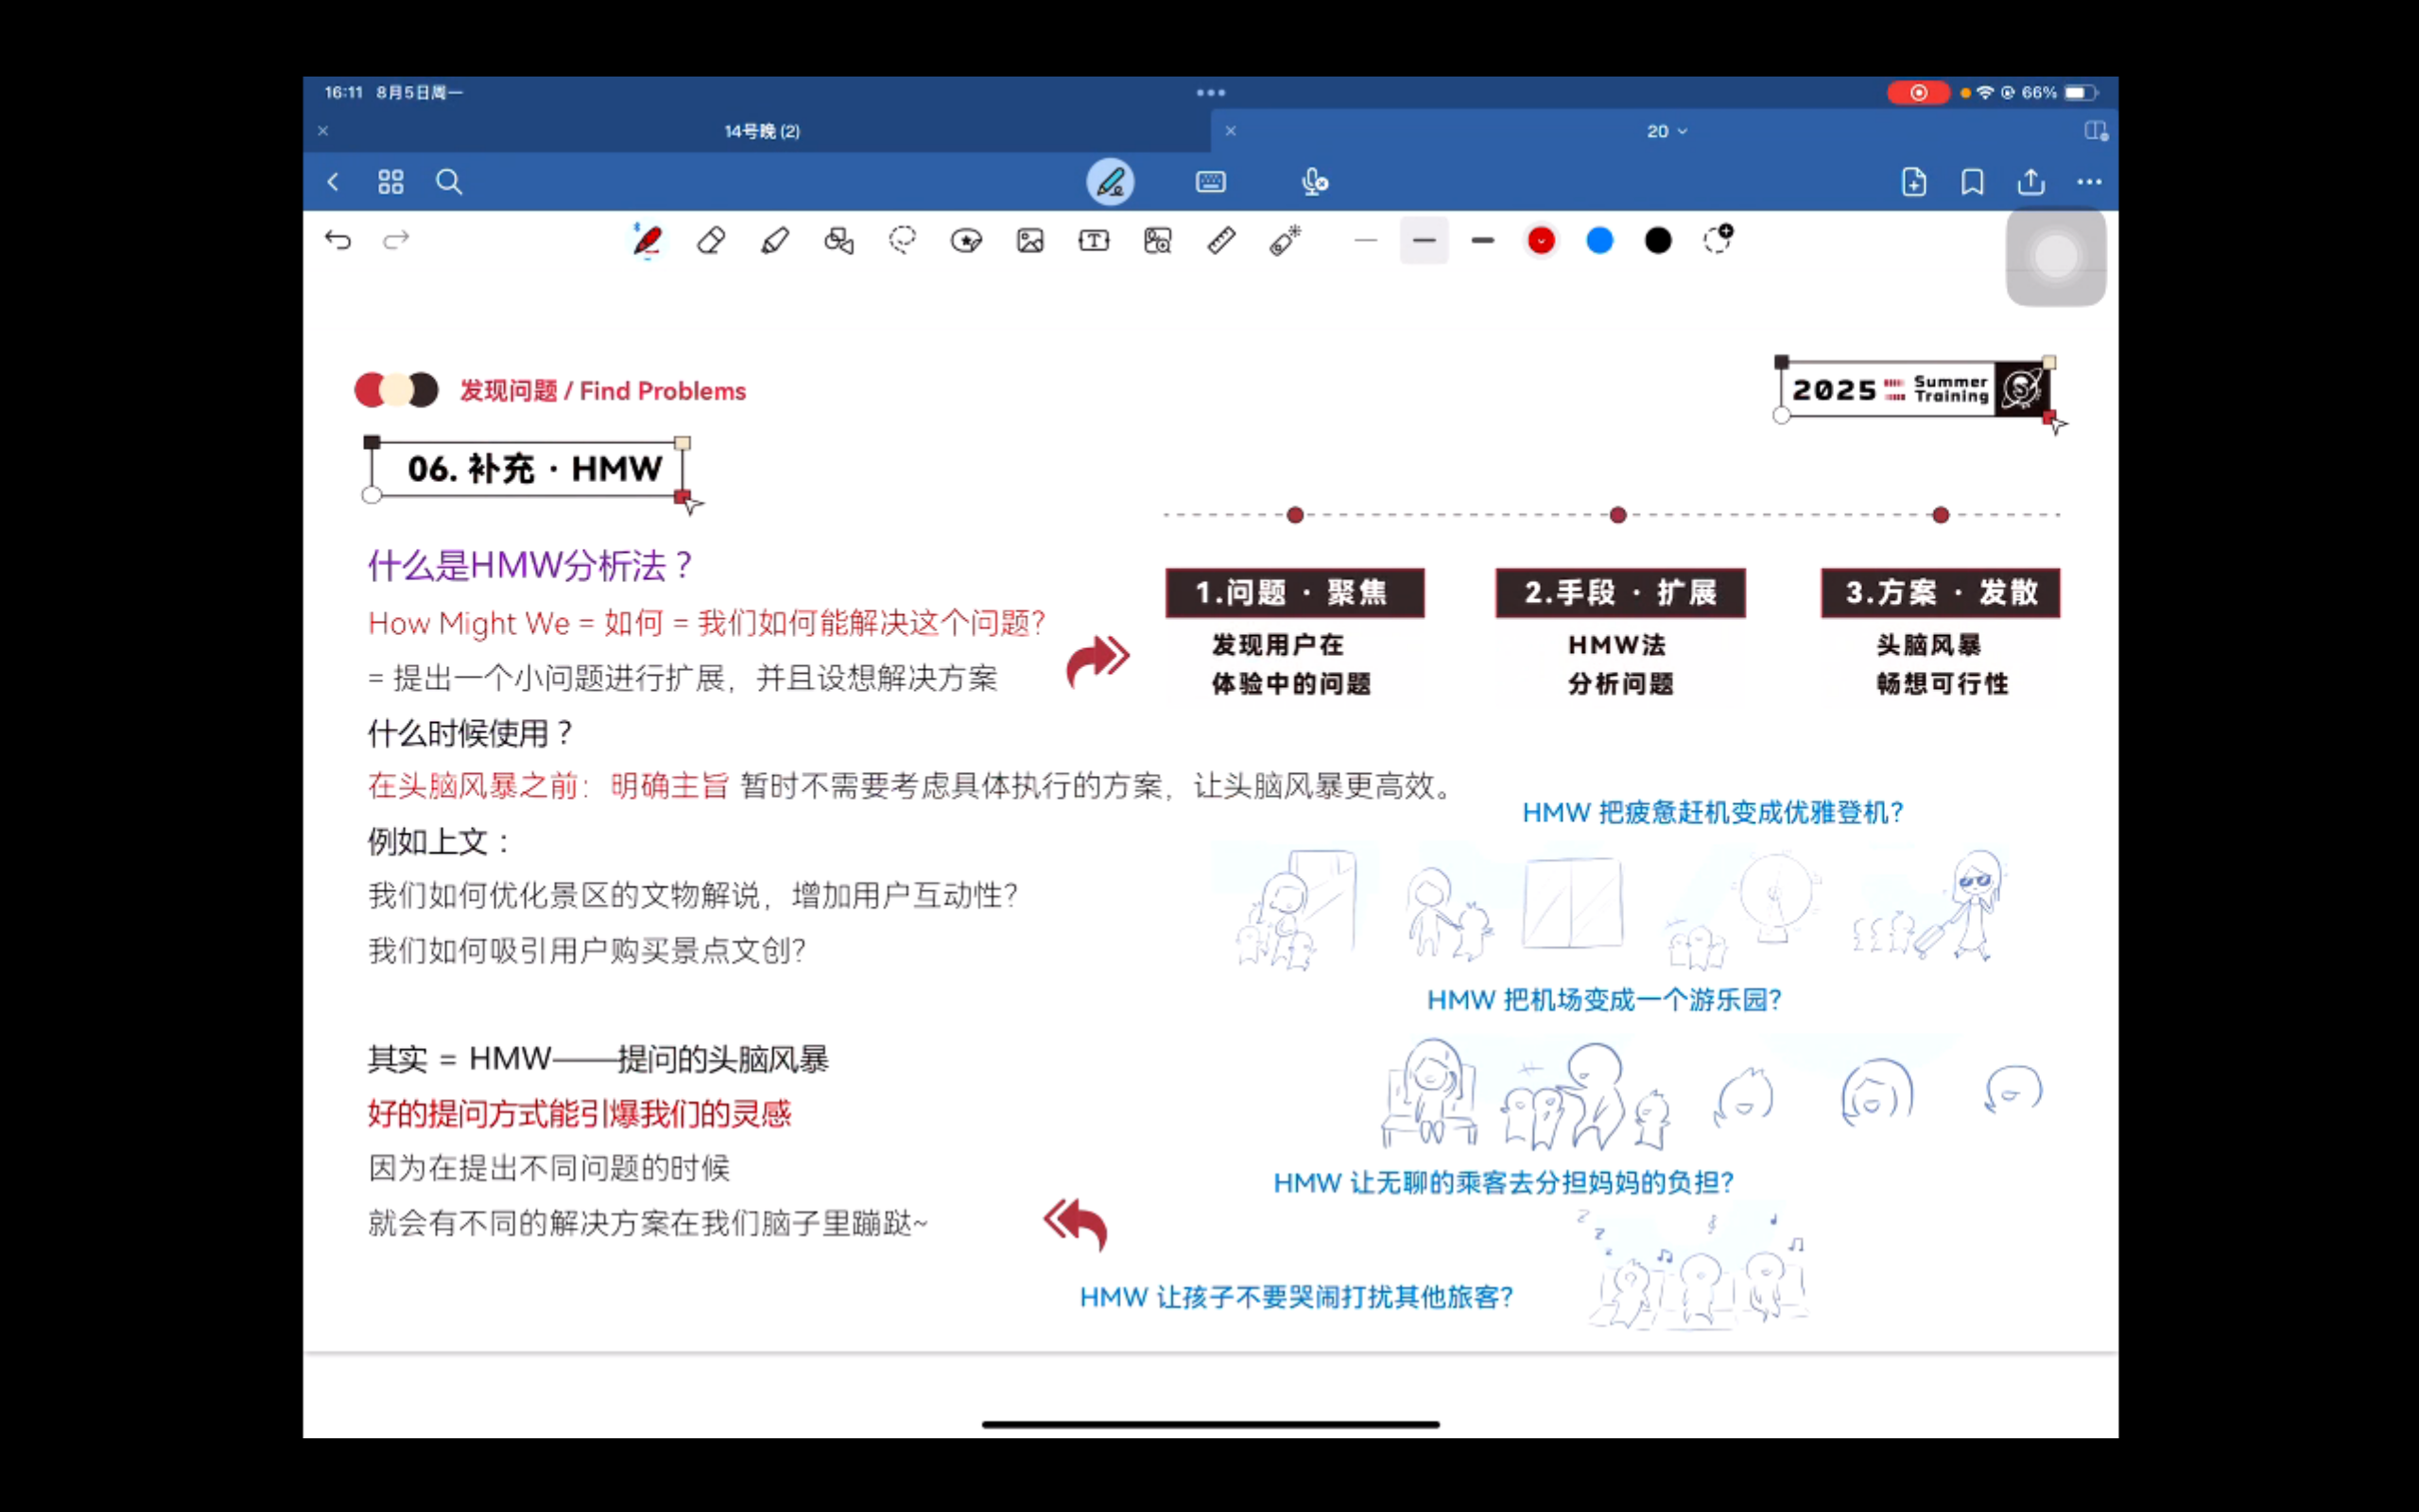 16:11 8月5日周一
66%
14号晚 (2)
20
发现问题 / Find Problems
2025 Summer Training
06. 补充 · HMW
什么是HMW分析法？
How Might We = 如何 = 我们如何能解决这个问题?
= 提出一个小问题进行扩展，并且设想解决方案
1.问题 · 聚焦
发现用户在
体验中的问题
2.手段 · 扩展
HMW法
分析问题
3.方案 · 发散
头脑风暴
畅想可行性
什么时候使用？
在头脑风暴之前：明确主旨 暂时不需要考虑具体执行的方案，让头脑风暴更高效。
例如上文：
我们如何优化景区的文物解说，增加用户互动性?
我们如何吸引用户购买景点文创?
其实 = HMW——提问的头脑风暴
好的提问方式能引爆我们的灵感
因为在提出不同问题的时候
就会有不同的解决方案在我们脑子里蹦跶~
HMW 把疲惫赶机变成优雅登机?
HMW 把机场变成一个游乐园?
HMW 让无聊的乘客去分担妈妈的负担?
HMW 让孩子不要哭闹打扰其他旅客?